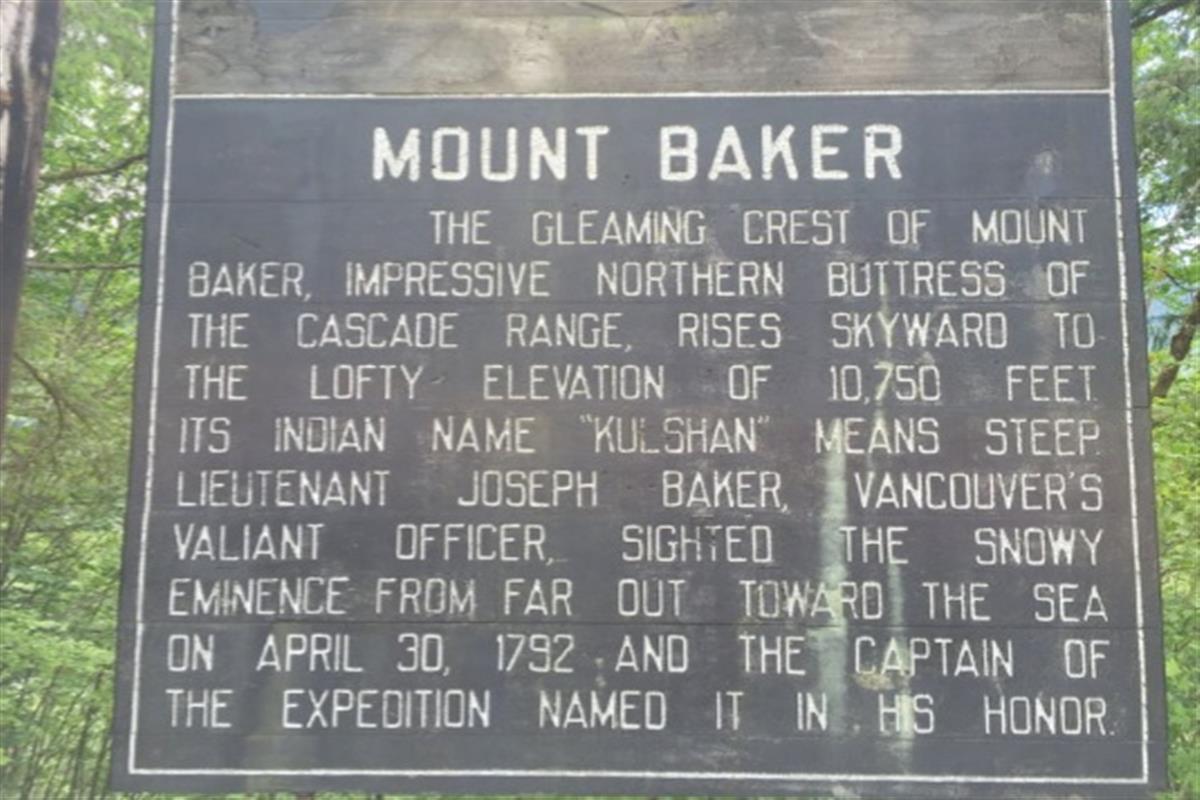 MOUNT BAKER
THE GLEAMING CREST OF MOUNT
BAKER, IMPRESSIVE NORTHERN BUTTRESS OF
THE CASCADE RANGE, RISES SKYWARD TO
THE LOFTY ELEVATION OF 10,750 FEET.
ITS INDIAN NAME "KULSHAN" MEANS STEEP.
LIEUTENANT JOSEPH BAKER, VANCOUVER'S
VALIANT OFFICER, SIGHTED THE SNOWY
EMINENCE FROM FAR OUT TOWARD THE SEA
ON APRIL 30, 1792 AND THE CAPTAIN OF
THE EXPEDITION NAMED IT IN HIS HONOR.